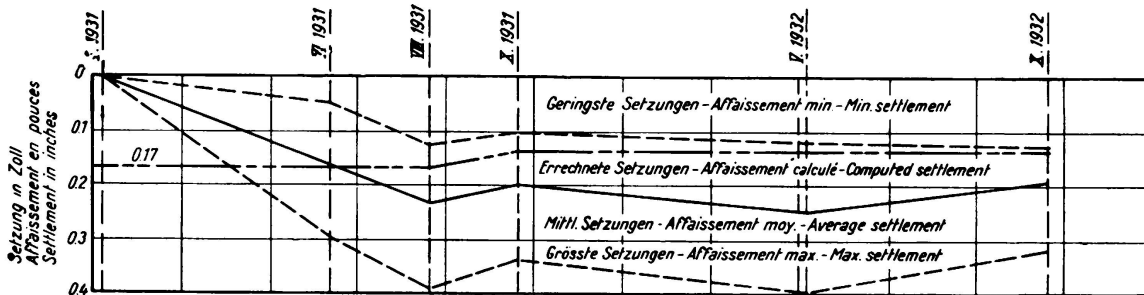 1931
VI. 1931
VIII. 1931
X. 1931
V. 1932
X. 1932
Setzung in Zoll
Affaissement en pouces
Settlement in inches
0
0.1
0.2
0.3
0.4
0.17
Geringste Setzungen - Affaissement min. - Min. settlement
Errechnete Setzungen - Affaissement calculé - Computed settlement
Mittl. Setzungen - Affaissement moy. - Average settlement
Grösste Setzungen - Affaissement max. - Max. settlement